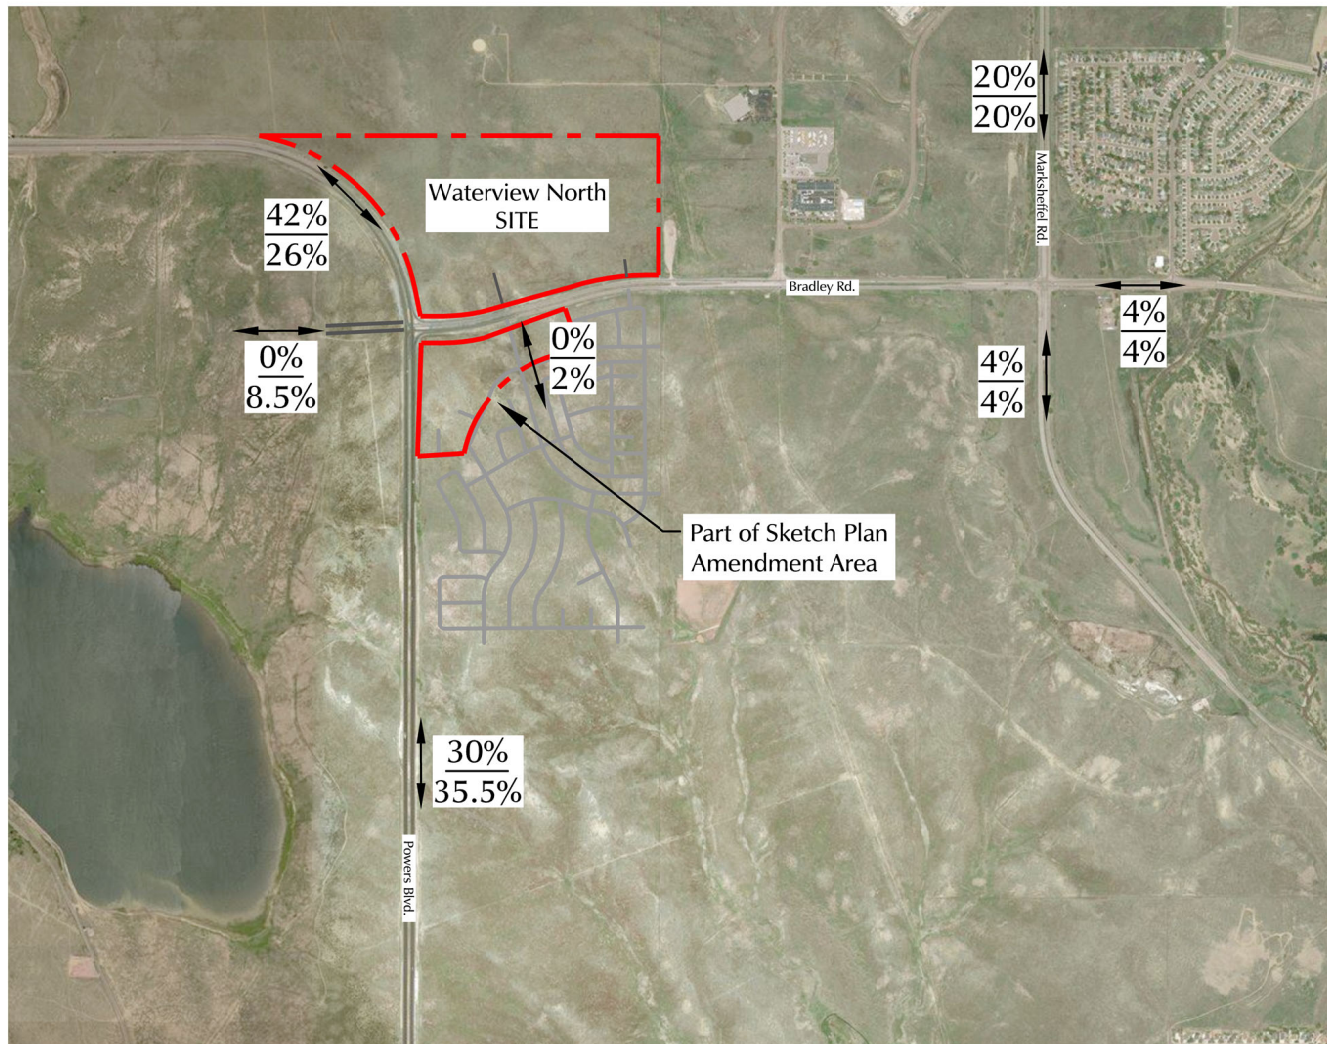 20%
20%
Marksheffel Rd.
Waterview North
SITE
42%
26%
Bradley Rd.
0%
8.5%
0%
2%
4%
4%
4%
4%
Part of Sketch Plan
Amendment Area
30%
35.5%
Powers Blvd.